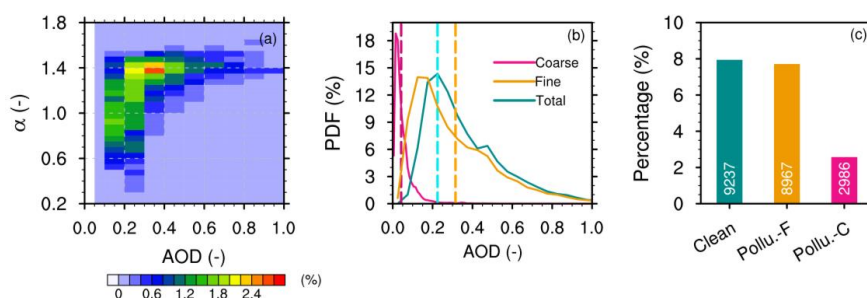 (a)
1.8
1.4
1.0
0.6
0.2
α (-)
0.0 0.2 0.4 0.6 0.8 1.0
AOD (-)
0 0.6 1.2 1.8 2.4 (%)
(b)
18
15
12
9
6
3
0
PDF (%)
Coarse
Fine
Total
0.0 0.2 0.4 0.6 0.8 1.0
AOD (-)
(c)
10
8
6
4
2
0
Percentage (%)
9237
8967
2986
Clean
Pollu.-F
Pollu.-C